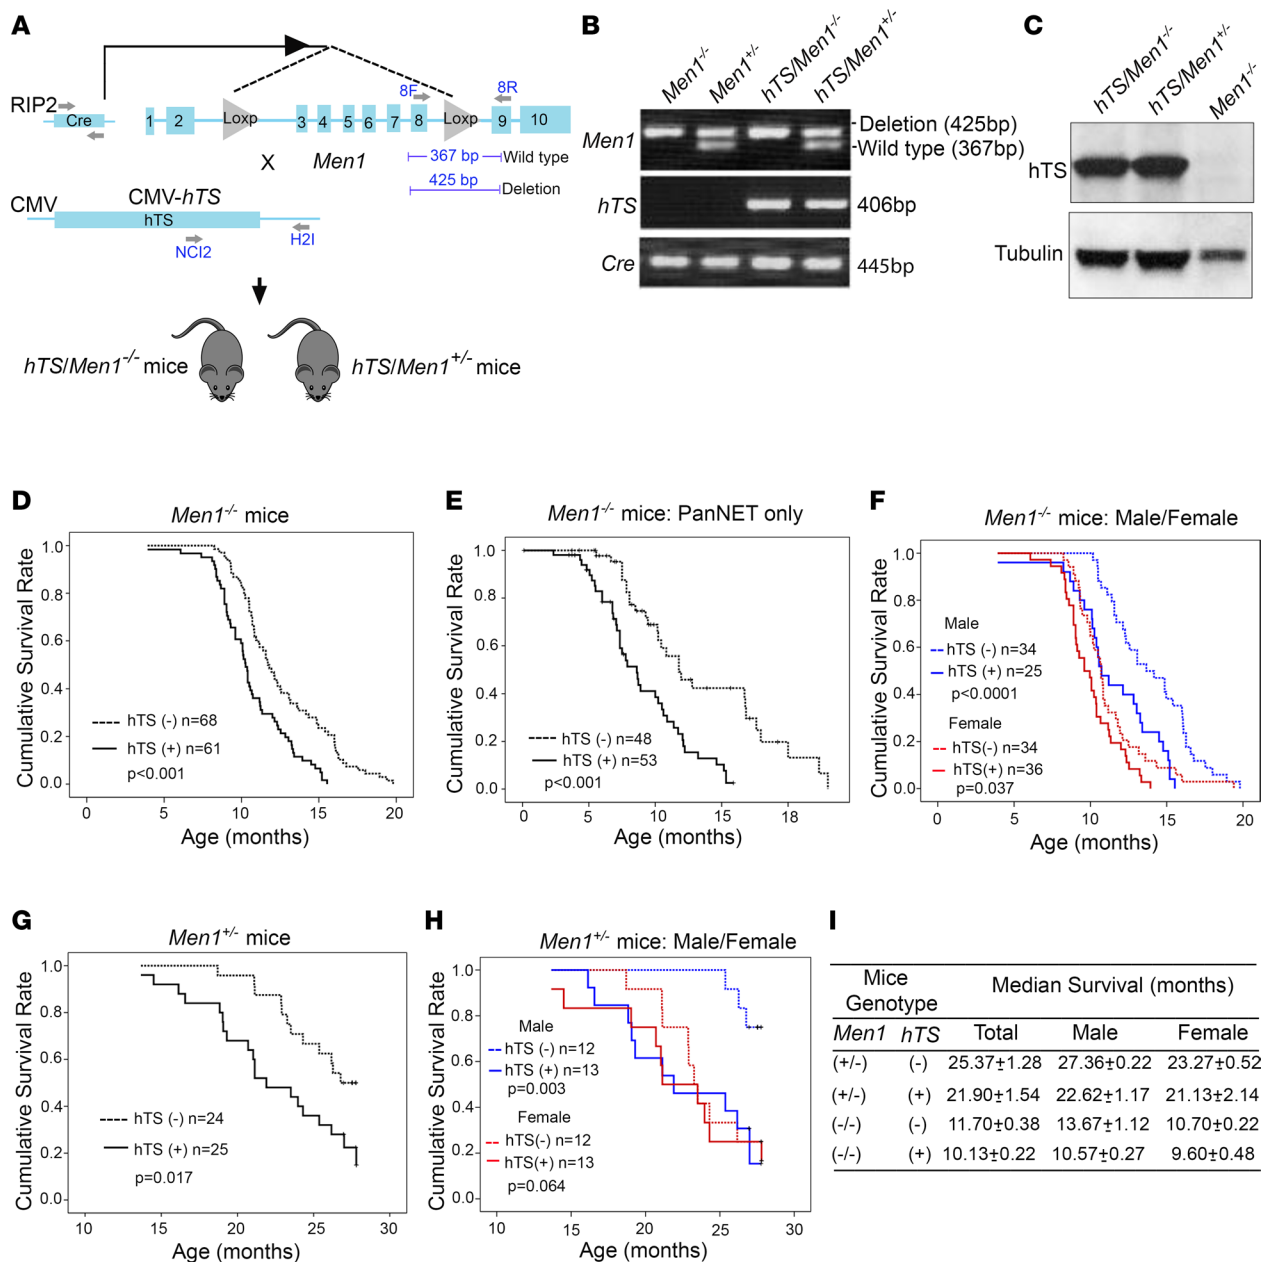 A
RIP2
Cre
1
2
Loxp
3
4
5
6
7
8
8F
Loxp
8R
9
10
X
Men1
367 bp
Wild type
425 bp
Deletion
CMV
CMV-hTS
hTS
NCI2
H2I
hTS/Men1-/- mice
hTS/Men1+/- mice
B
Men1-/-
Men1+/-
hTS/Men1-/-
hTS/Men1+/-
Men1
Deletion (425bp)
Wild type (367bp)
hTS
406bp
Cre
445bp
C
hTS/Men1-/-
hTS/Men1+/-
Men1-/-
hTS
Tubulin
D
Men1-/- mice
Cumulative Survival Rate
1.0
0.8
0.6
0.4
0.2
0.0
hTS (-) n=68
hTS (+) n=61
p<0.001
0 5 10 15 20
Age (months)
E
Men1-/- mice: PanNET only
Cumulative Survival Rate
1.0
0.8
0.6
0.4
0.2
0.0
hTS (-) n=48
hTS (+) n=53
p<0.001
0 5 10 15 18
Age (months)
F
Men1-/- mice: Male/Female
Cumulative Survival Rate
1.0
0.8
0.6
0.4
0.2
0.0
Male
hTS (-) n=34
hTS (+) n=25
p<0.0001
Female
hTS(-) n=34
hTS(+) n=36
p=0.037
0 5 10 15 20
Age (months)
G
Men1+/- mice
Cumulative Survival Rate
1.0
0.8
0.6
0.4
0.2
0.0
hTS (-) n=24
hTS (+) n=25
p=0.017
10 15 20 25 30
Age (months)
H
Men1+/- mice: Male/Female
Cumulative Survival Rate
1.0
0.8
0.6
0.4
0.2
0.0
Male
hTS (-) n=12
hTS (+) n=13
p=0.003
Female
hTS(-) n=12
hTS(+) n=13
p=0.064
10 15 20 25 30
Age (months)
I
Mice Genotype
Median Survival (months)
Men1 hTS Total Male Female
(+/-) (-) 25.37±1.28 27.36±0.22 23.27±0.52
(+/-) (+) 21.90±1.54 22.62±1.17 21.13±2.14
(-/-) (-) 11.70±0.38 13.67±1.12 10.70±0.22
(-/-) (+) 10.13±0.22 10.57±0.27 9.60±0.48